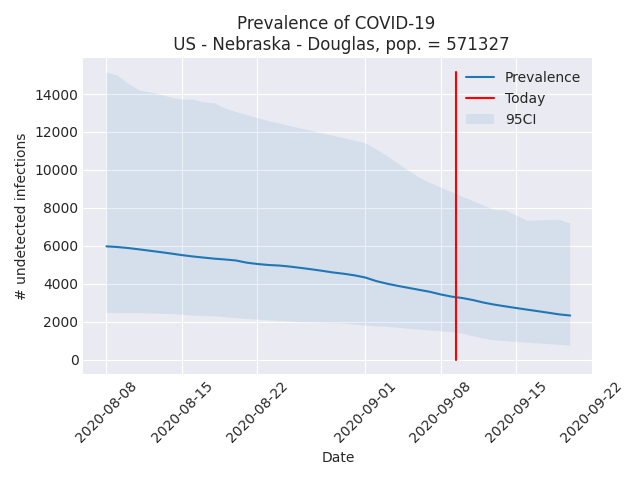 Prevalence of COVID-19
US - Nebraska - Douglas, pop. = 571327
Prevalence
Today
95CI
# undetected infections
14000
12000
10000
8000
6000
4000
2000
0
2020-08-08
2020-08-15
2020-08-22
2020-09-01
2020-09-08
2020-09-15
2020-09-22
Date